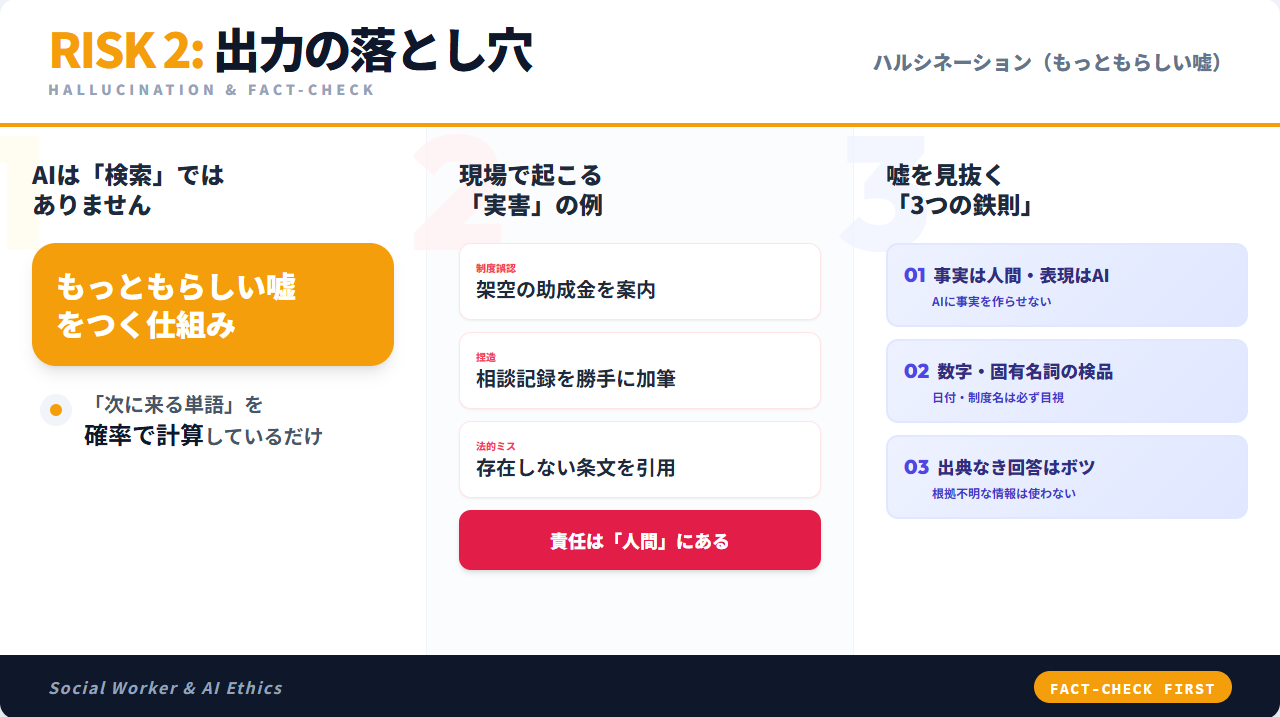 RISK 2: 出力の落とし穴
HALLUCINATION & FACT-CHECK
ハルシネーション（もっともらしい嘘）
1
AIは「検索」では
ありません
もっともらしい嘘
をつく仕組み
「次に来る単語」を
確率で計算しているだけ
2
現場で起こる
「実害」の例
制度誤認
架空の助成金を案内
捏造
相談記録を勝手に加筆
法的ミス
存在しない条文を引用
責任は「人間」にある
3
嘘を見抜く
「3つの鉄則」
01 事実は人間・表現はAI
AIに事実を作らせない
02 数字・固有名詞の検品
日付・制度名は必ず目視
03 出典なき回答はボツ
根拠不明な情報は使わない
Social Worker & AI Ethics
FACT-CHECK FIRST